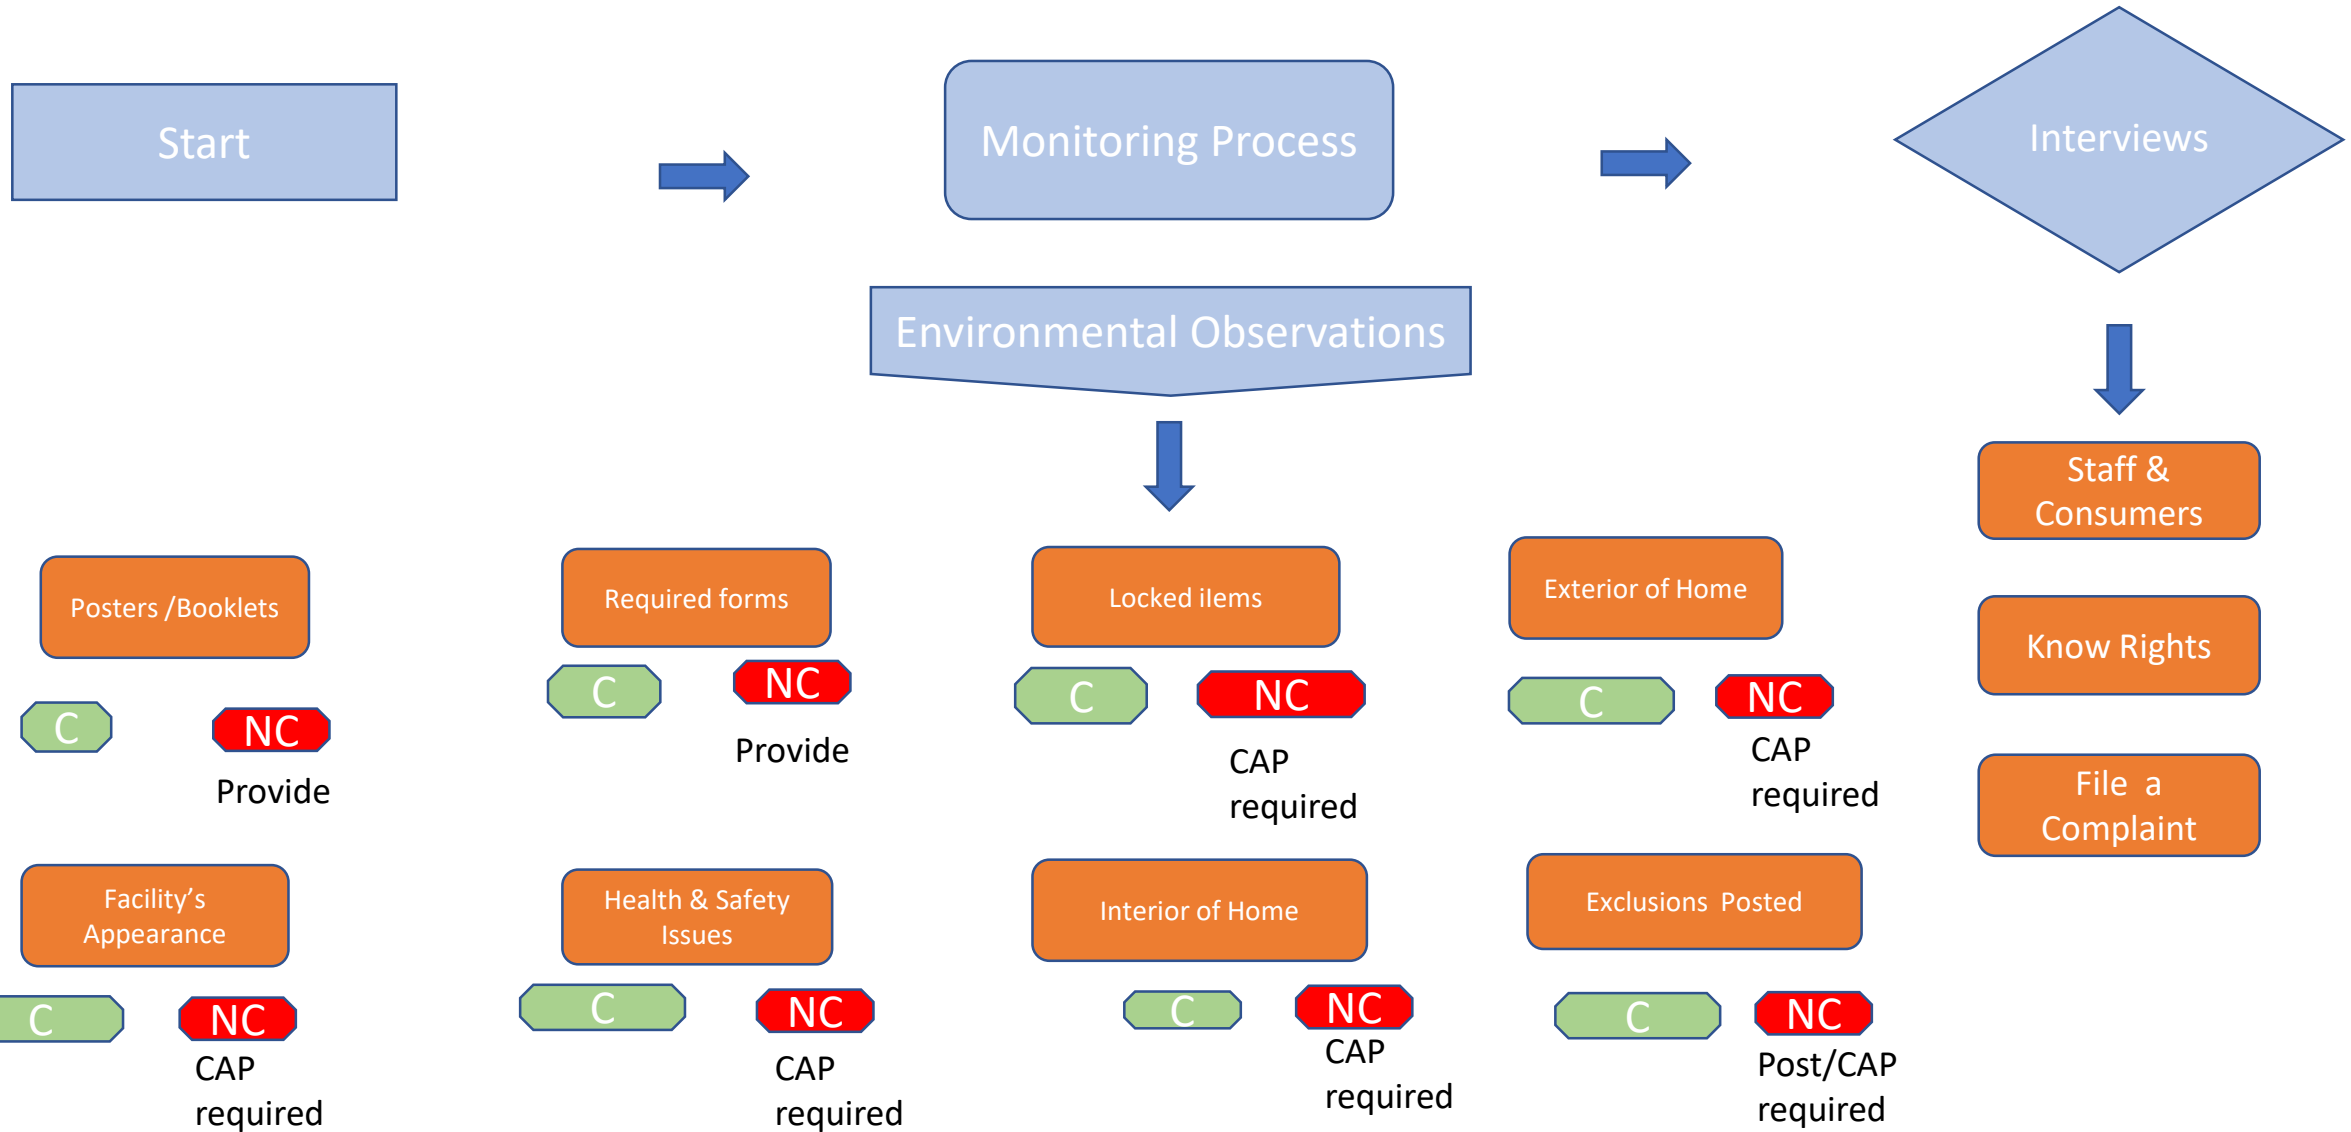 Start
Monitoring Process
Interviews
Environmental Observations
Staff &
Consumers
Know Rights
File a
Complaint
Posters /Booklets
C
NC
Provide
Required forms
C
NC
Provide
Locked iIems
C
NC
CAP
required
Exterior of Home
C
NC
CAP
required
Facility’s
Appearance
C
NC
CAP
required
Health & Safety
Issues
C
NC
CAP
required
Interior of Home
C
NC
CAP
required
Exclusions Posted
C
NC
Post/CAP
required